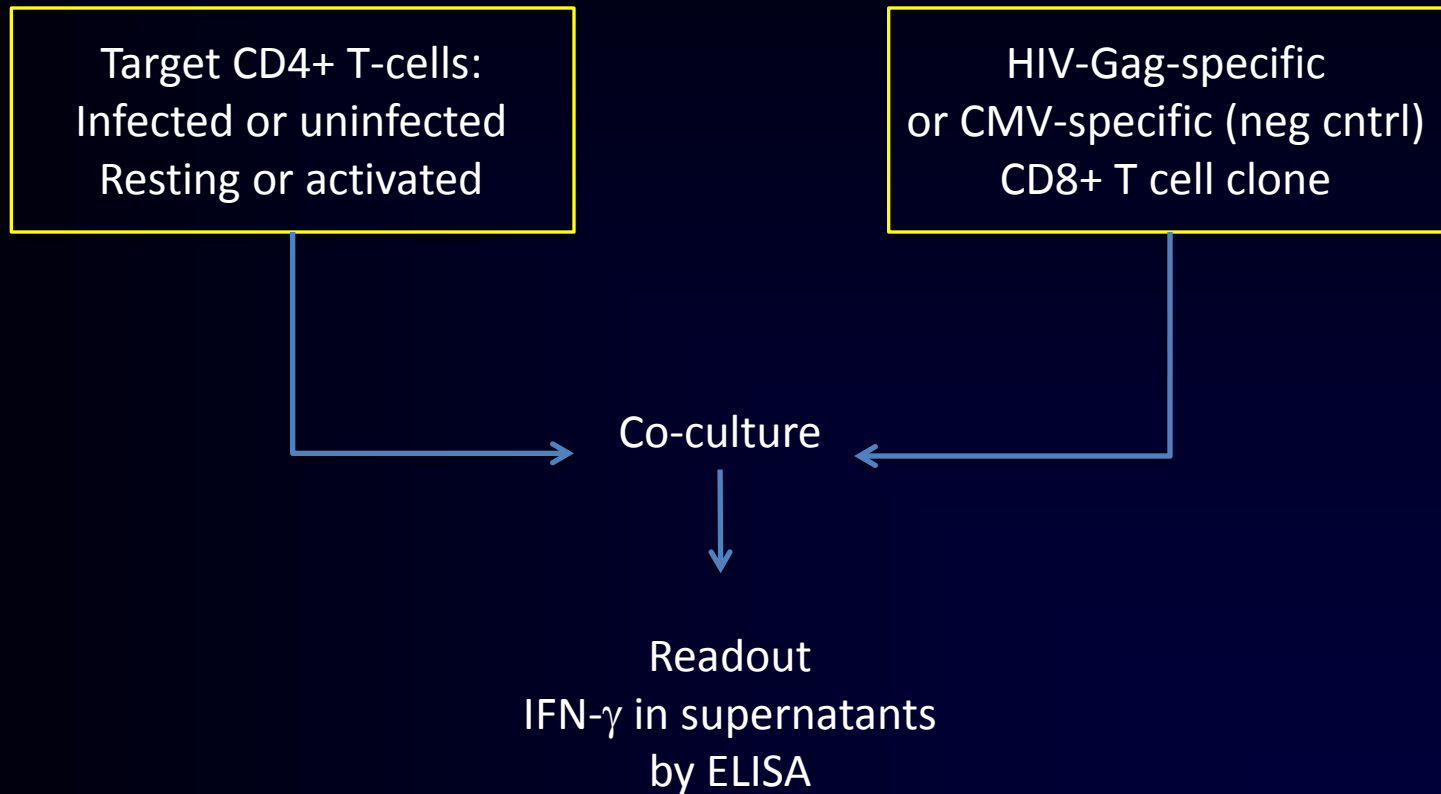 Target CD4+ T-cells:
Infected or uninfected
Resting or activated
HIV-Gag-specific
or CMV-specific (neg cntrl)
CD8+ T cell clone
Co-culture
Readout
IFN-γ in supernatants
by ELISA